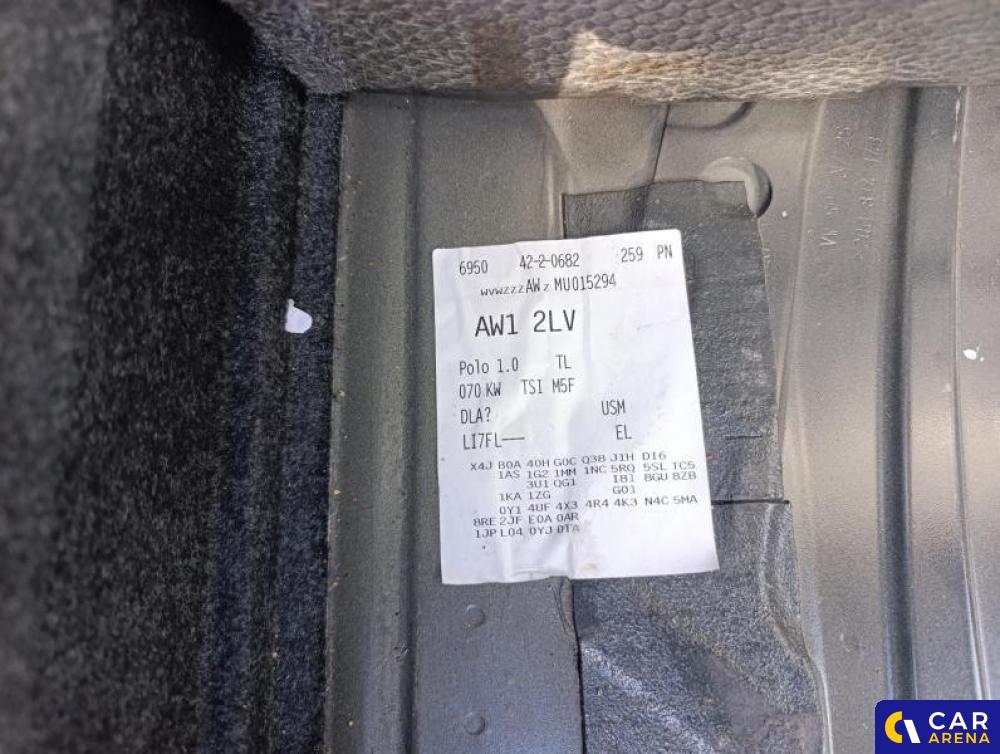 6950 42-2-0682 259 PN
WVWZZZAWZMU015294
AW1 2LV
Polo 1.0 TL
070 KW TSI M5F
DLA? USM
LI7FL-- EL
X4J B0A 40H G0C Q3B J1H DI6
1AS 1G2 1MM 1NC 5RQ 5SL TC5
3U1 QG1 I8I 8GU 8ZB
1KA 1ZG G01
0Y1 4UF 4X3 4R4 4K3 N4C 5MA
8RE 2JF E0A 0AR
1JP L04 0YJ 0TA
CAR
ARENA